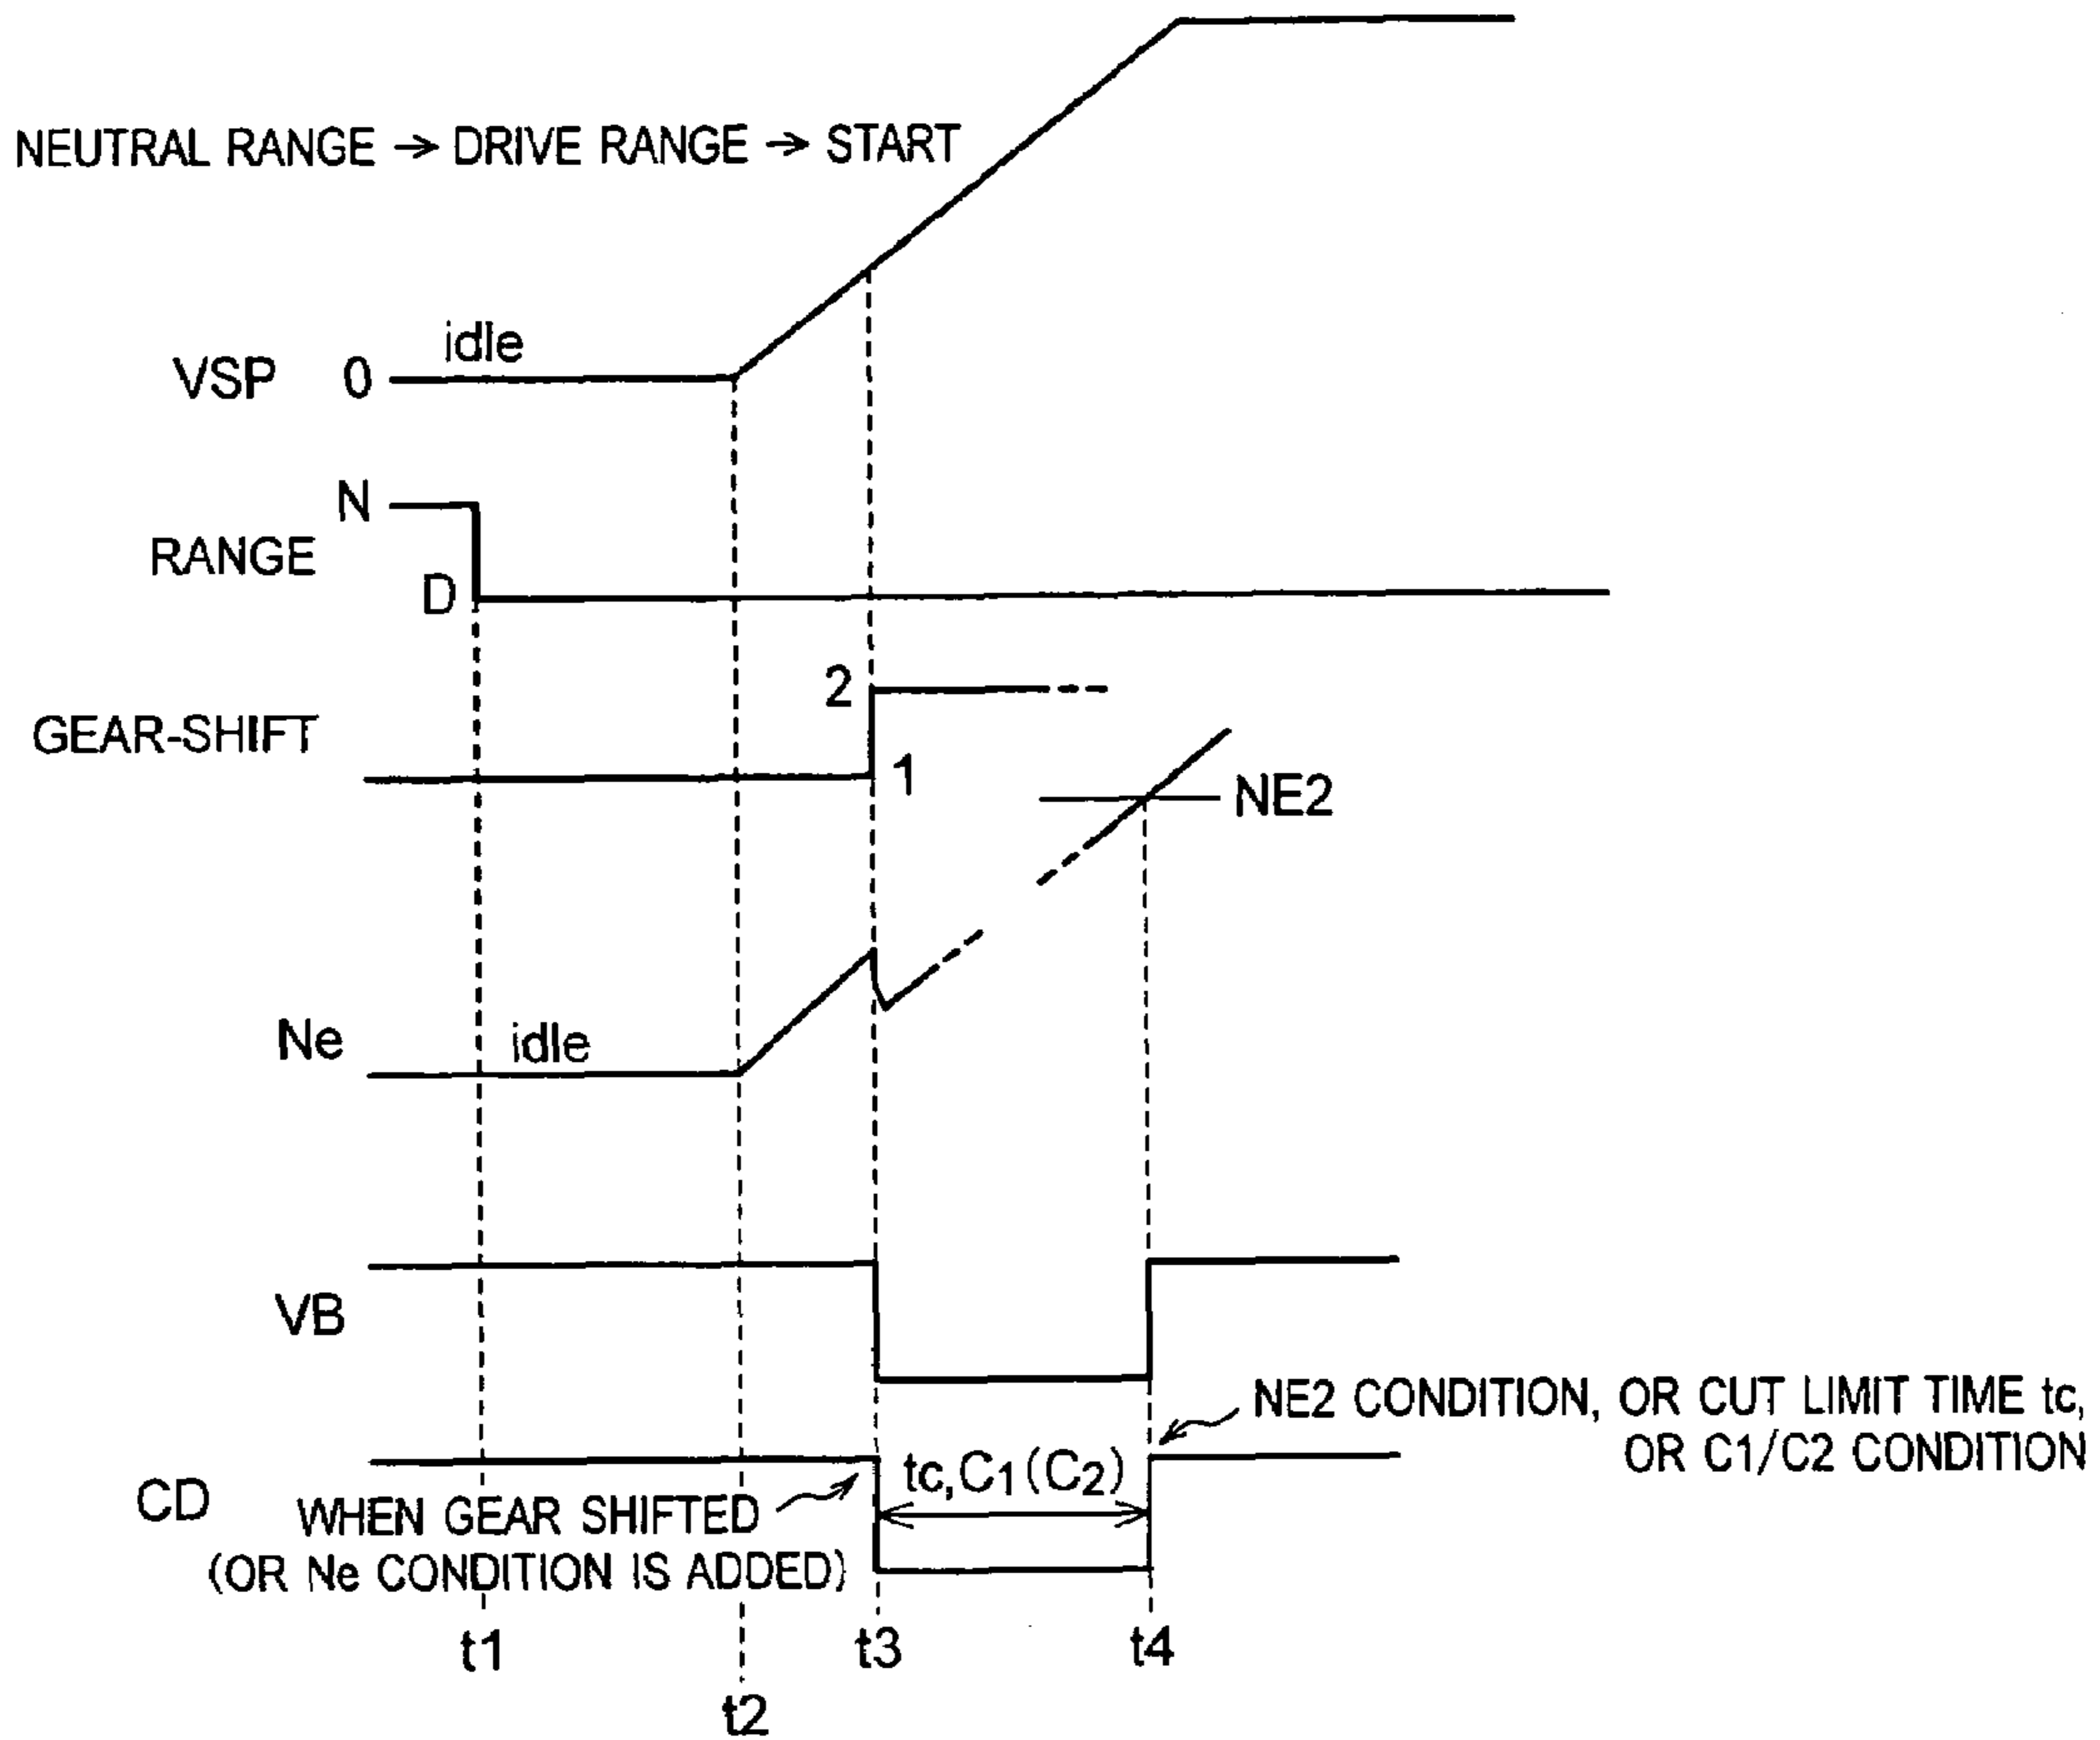 NEUTRAL RANGE → DRIVE RANGE → START
idle
VSP 0
N
RANGE
D
2
GEAR-SHIFT
1
NE2
Ne
idle
VB
NE2 CONDITION, OR CUT LIMIT TIME tc,
OR C1/C2 CONDITION
tc,C1(C2)
CD
WHEN GEAR SHIFTED
(OR Ne CONDITION IS ADDED)
t1
t3
t4
t2